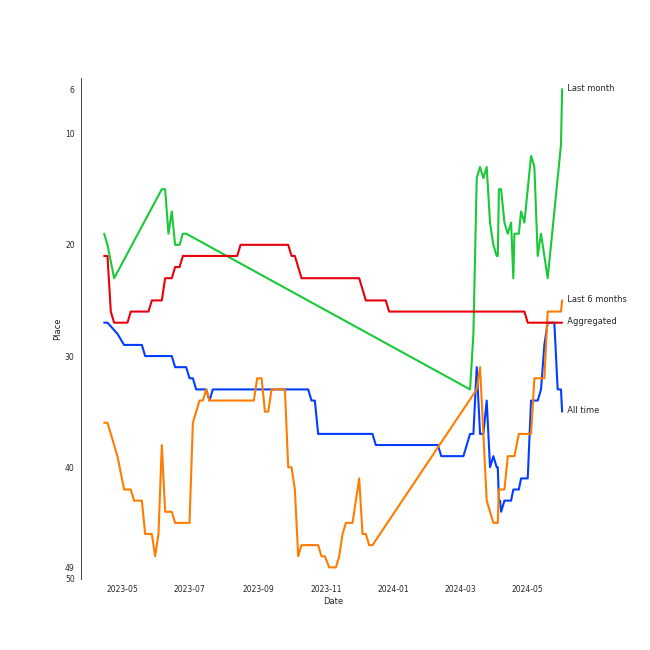 6
10
20
30
40
49
50
Place
2023-05
2023-07
2023-09
2023-11
2024-01
2024-03
2024-05
Date
Last month
Last 6 months
Aggregated
All time